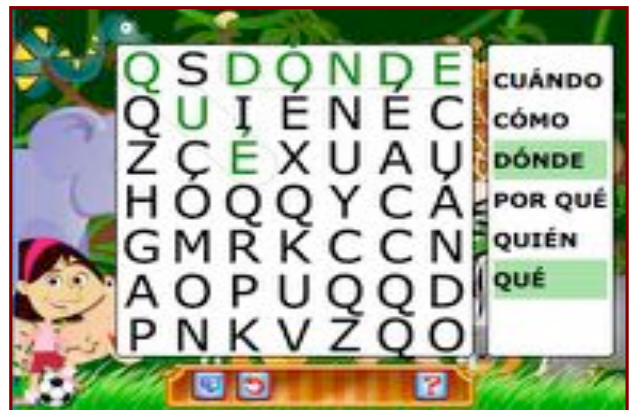 Q S D Ó N D E
Q U I É N É C
Z C É X U A U
H Ó Q Q Y C Á
G M R K C C N
A O P U Q Q D
P N K V Z Q O
CUÁNDO
CÓMO
DÓNDE
POR QUÉ
QUIÉN
QUÉ
?